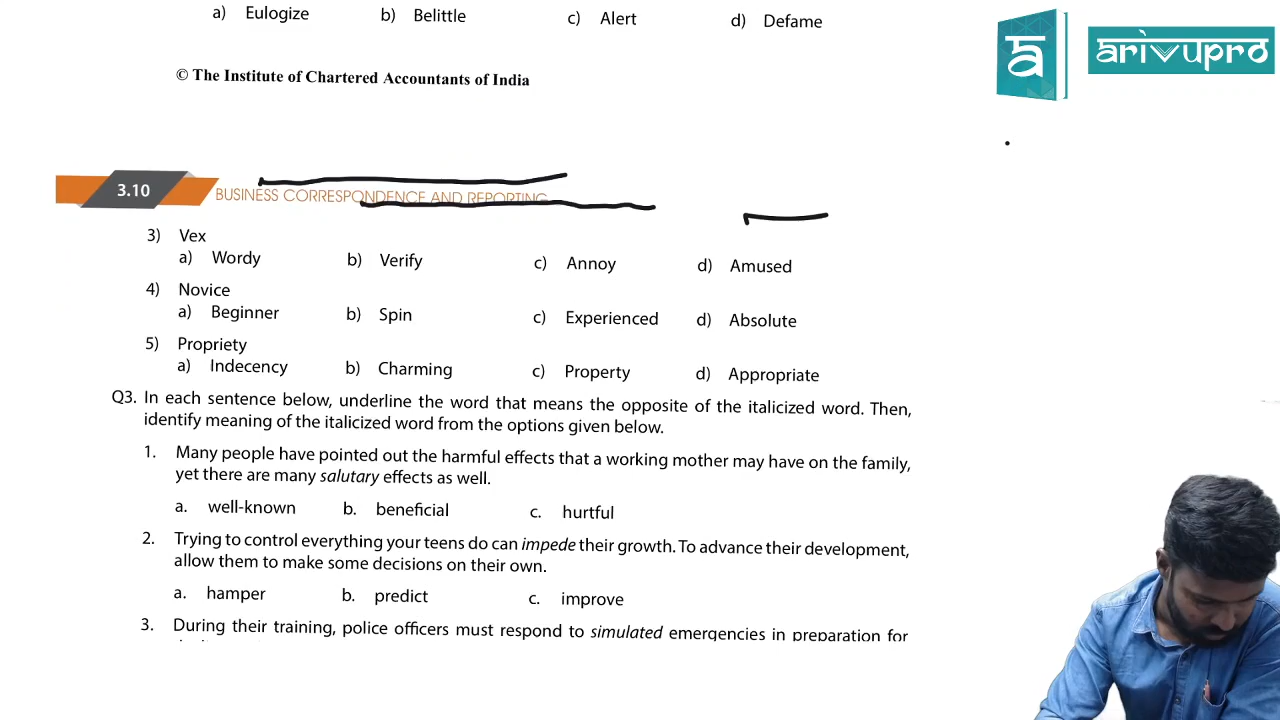 a) Eulogize b) Belittle c) Alert d) Defame
arivupro
© The Institute of Chartered Accountants of India
3.10 BUSINESS CORRESPONDENCE AND REPORTING
3) Vex
a) Wordy b) Verify c) Annoy d) Amused
4) Novice
a) Beginner b) Spin c) Experienced d) Absolute
5) Propriety
a) Indecency b) Charming c) Property d) Appropriate
Q3. In each sentence below, underline the word that means the opposite of the italicized word. Then,
identify meaning of the italicized word from the options given below.
1. Many people have pointed out the harmful effects that a working mother may have on the family,
yet there are many salutary effects as well.
a. well-known b. beneficial c. hurtful
2. Trying to control everything your teens do can impede their growth. To advance their development,
allow them to make some decisions on their own.
a. hamper b. predict c. improve
3. During their training, police officers must respond to simulated emergencies in preparation for